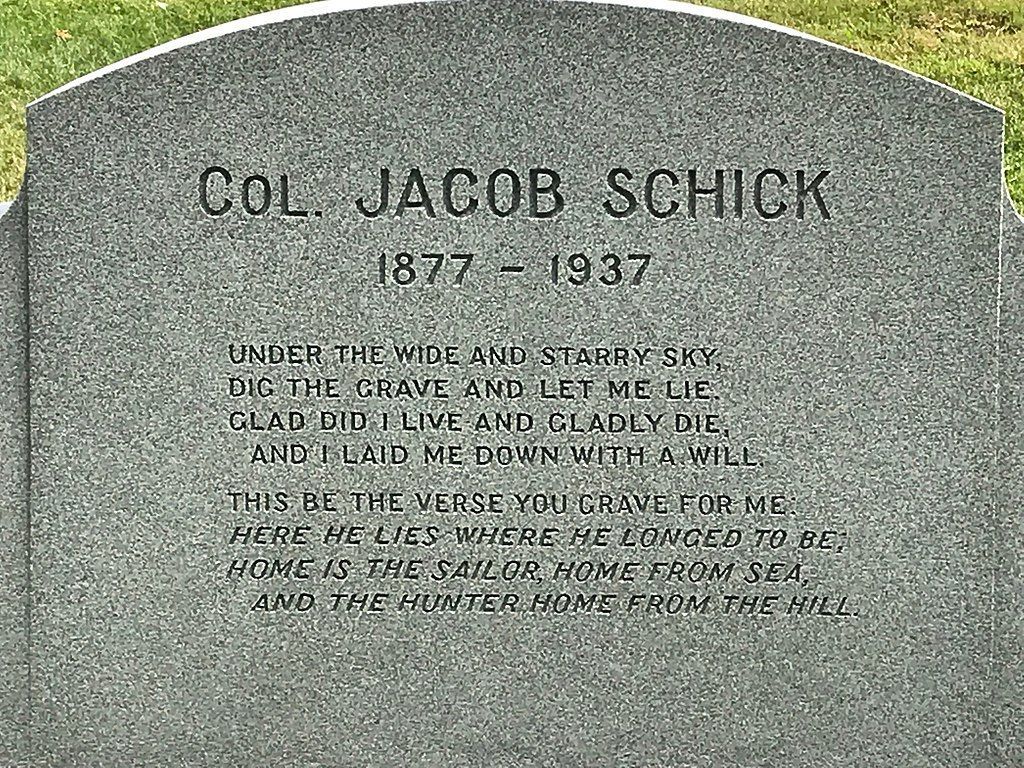 COL. JACOB SCHICK
1877 – 1937
UNDER THE WIDE AND STARRY SKY,
DIG THE GRAVE AND LET ME LIE.
GLAD DID I LIVE AND GLADLY DIE,
AND I LAID ME DOWN WITH A WILL.
THIS BE THE VERSE YOU GRAVE FOR ME:
HERE HE LIES WHERE HE LONGED TO BE;
HOME IS THE SAILOR, HOME FROM SEA,
AND THE HUNTER HOME FROM THE HILL.